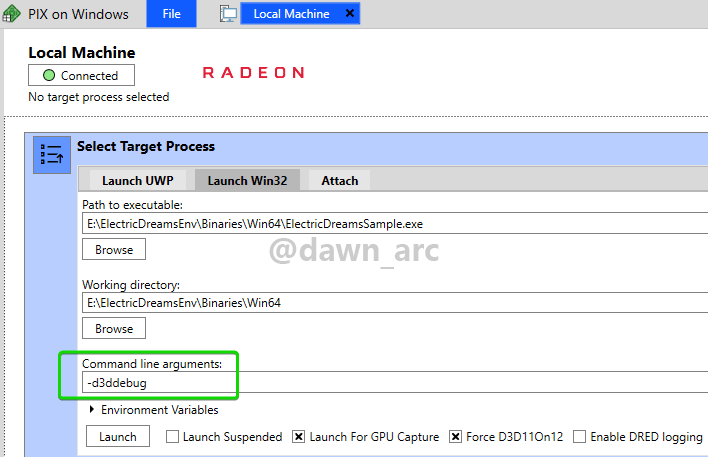 PIX on Windows File Local Machine ×
Local Machine
Connected
RADEON
No target process selected
Select Target Process
Launch UWP Launch Win32 Attach
Path to executable:
E:\ElectricDreamsEnv\Binaries\Win64\ElectricDreamsSample.exe
Browse
@dawn_arc
Working directory:
E:\ElectricDreamsEnv\Binaries\Win64
Browse
Command line arguments:
-d3ddebug
Environment Variables
Launch Launch Suspended Launch For GPU Capture Force D3D11On12 Enable DRED logging